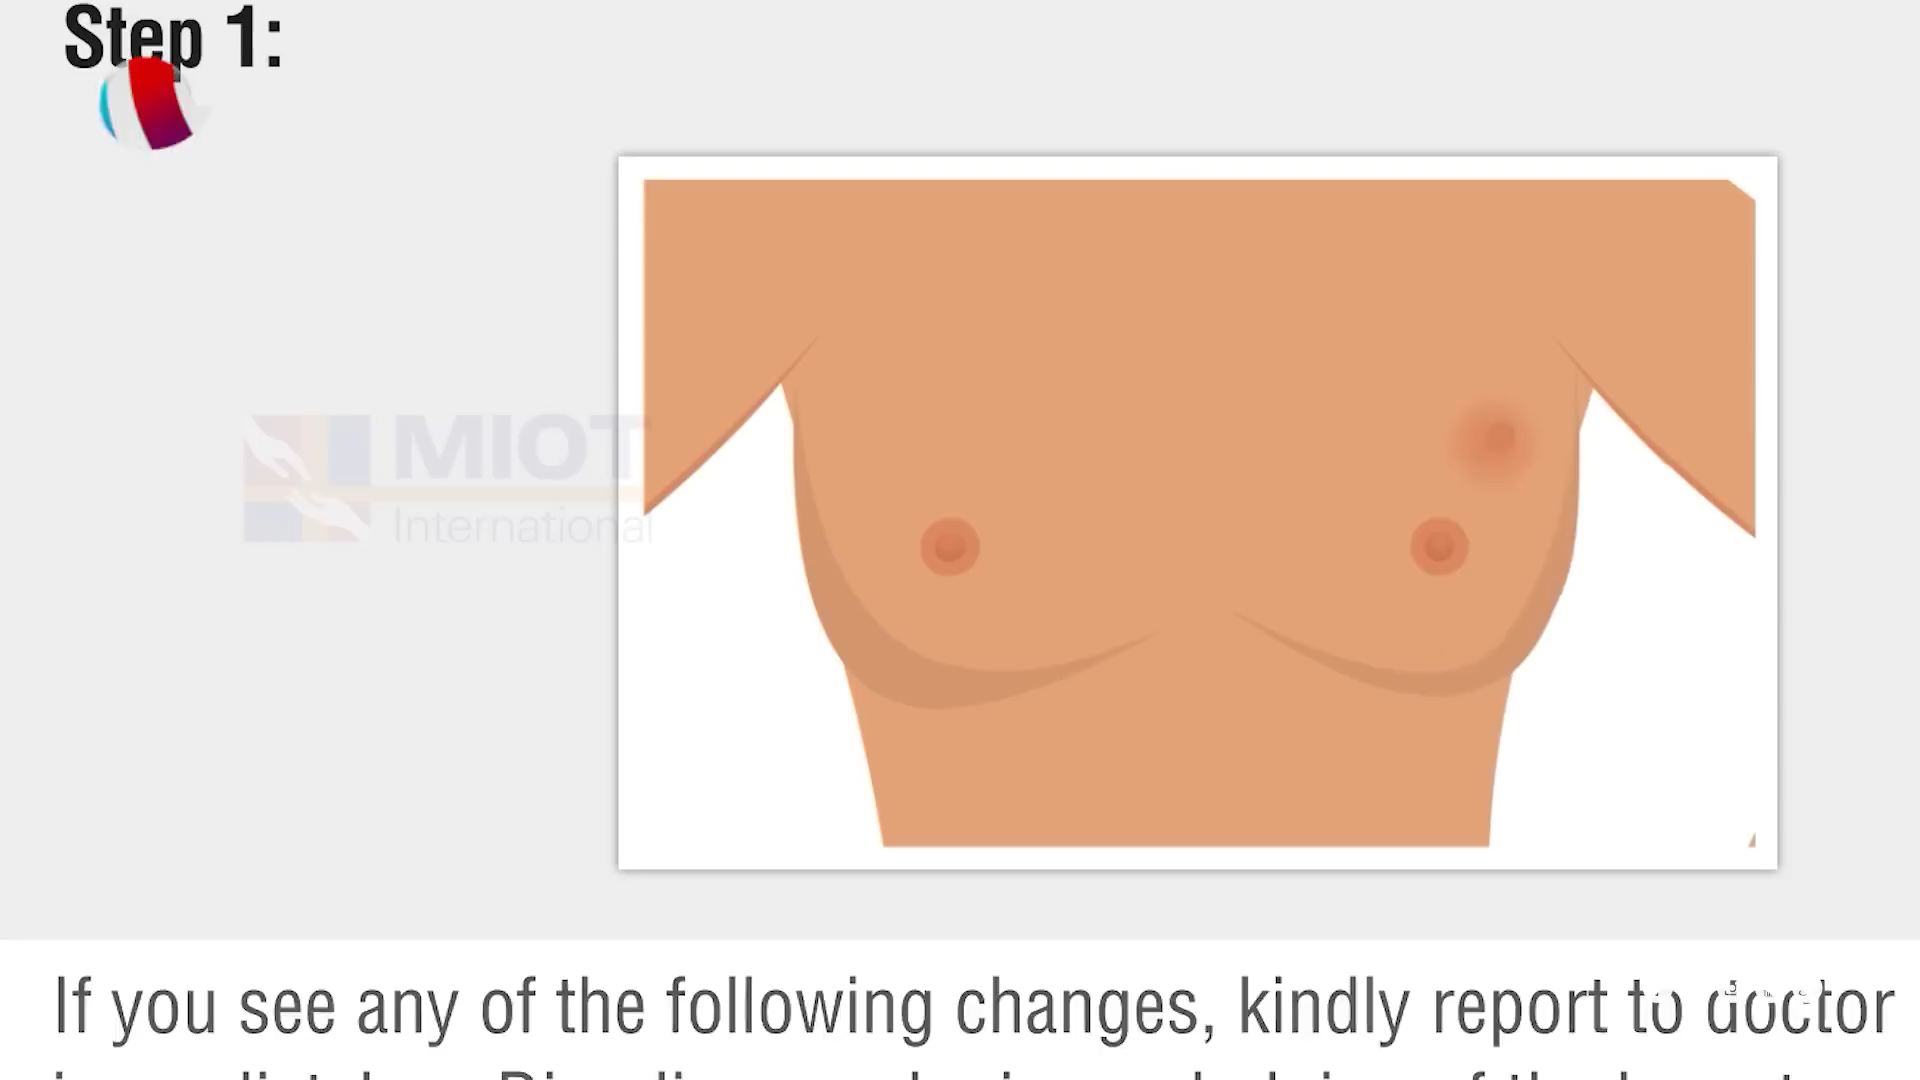 Step 1:
MIOT
International
If you see any of the following changes, kindly report to doctor